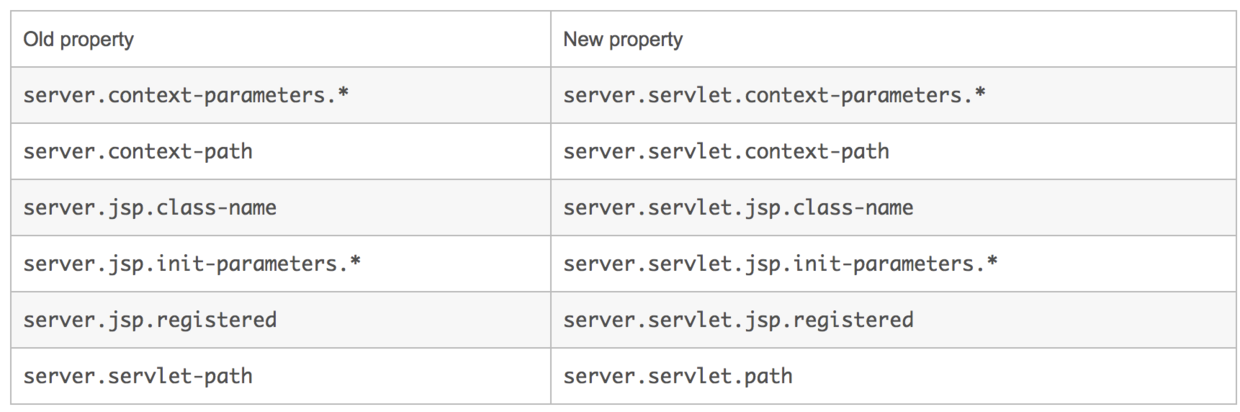 Old property New property
server.context-parameters.* server.servlet.context-parameters.*
server.context-path server.servlet.context-path
server.jsp.class-name server.servlet.jsp.class-name
server.jsp.init-parameters.* server.servlet.jsp.init-parameters.*
server.jsp.registered server.servlet.jsp.registered
server.servlet-path server.servlet.path